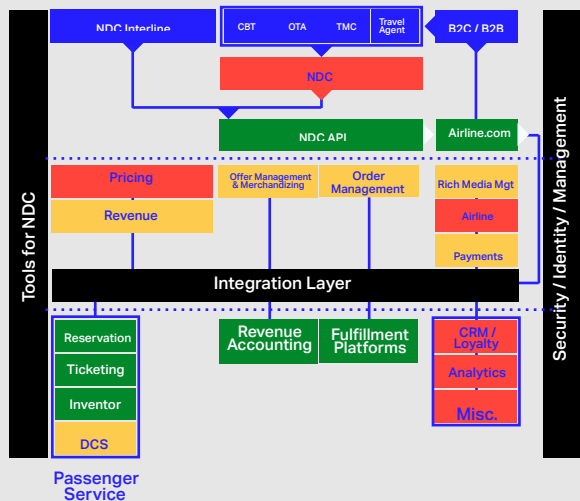 NDC Interline
CBT OTA TMC Travel
Agent
B2C / B2B
NDC
NDC API
Airline.com
Tools for NDC
Security / Identity / Management
Pricing
Offer Management
& Merchandizing
Order
Management
Rich Media Mgt
Revenue
Airline
Payments
Integration Layer
Reservation
Ticketing
Inventor
DCS
Revenue
Accounting
Fulfillment
Platforms
CRM /
Loyalty
Analytics
Misc.
Passenger
Service